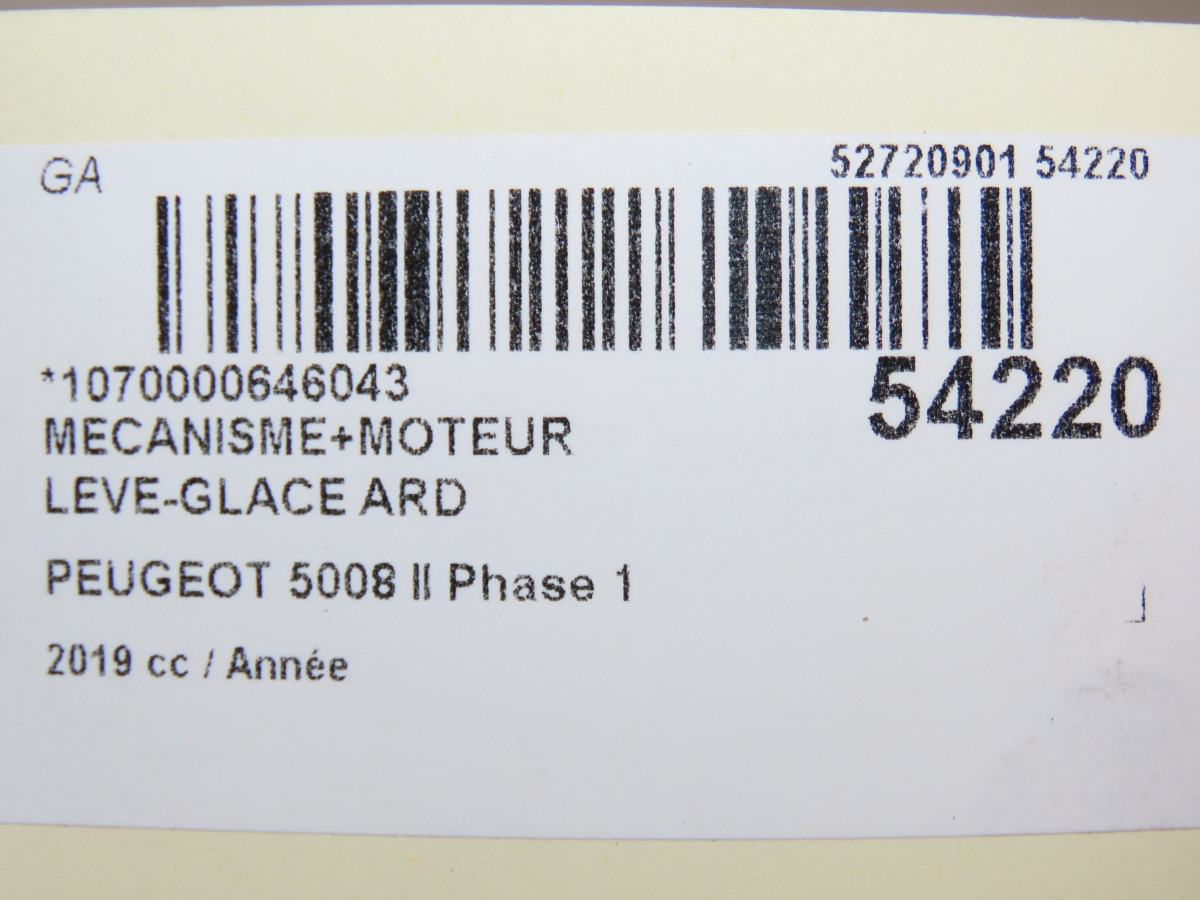 GA
52720901 54220
*1070000646043
54220
MECANISME+MOTEUR
LEVE-GLACE ARD
PEUGEOT 5008 II Phase 1
2019 cc / Année